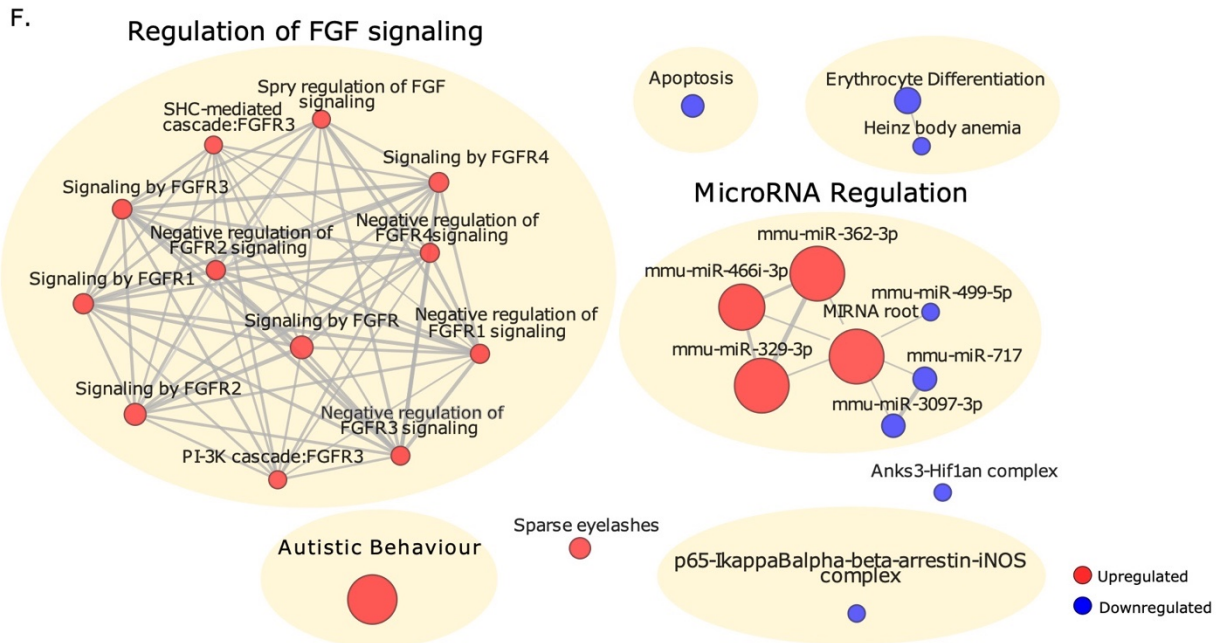 F.
Regulation of FGF signaling
Spry regulation of FGF
signaling
SHC-mediated
cascade:FGFR3
Signaling by FGFR4
Signaling by FGFR3
Negative regulation of
FGFR2 signaling
Negative regulation of
FGFR4signaling
Signaling by FGFR1
Signaling by FGFR
Negative regulation of
FGFR1 signaling
Signaling by FGFR2
Negative regulation of
FGFR3 signaling
PI-3K cascade:FGFR3
Apoptosis
Erythrocyte Differentiation
Heinz body anemia
MicroRNA Regulation
mmu-miR-362-3p
mmu-miR-466i-3p
mmu-miR-499-5p
MIRNA root
mmu-miR-329-3p
mmu-miR-717
mmu-miR-3097-3p
Anks3-Hif1an complex
Autistic Behaviour
Sparse eyelashes
p65-IkappaBalpha-beta-arrestin-iNOS
complex
Upregulated
Downregulated